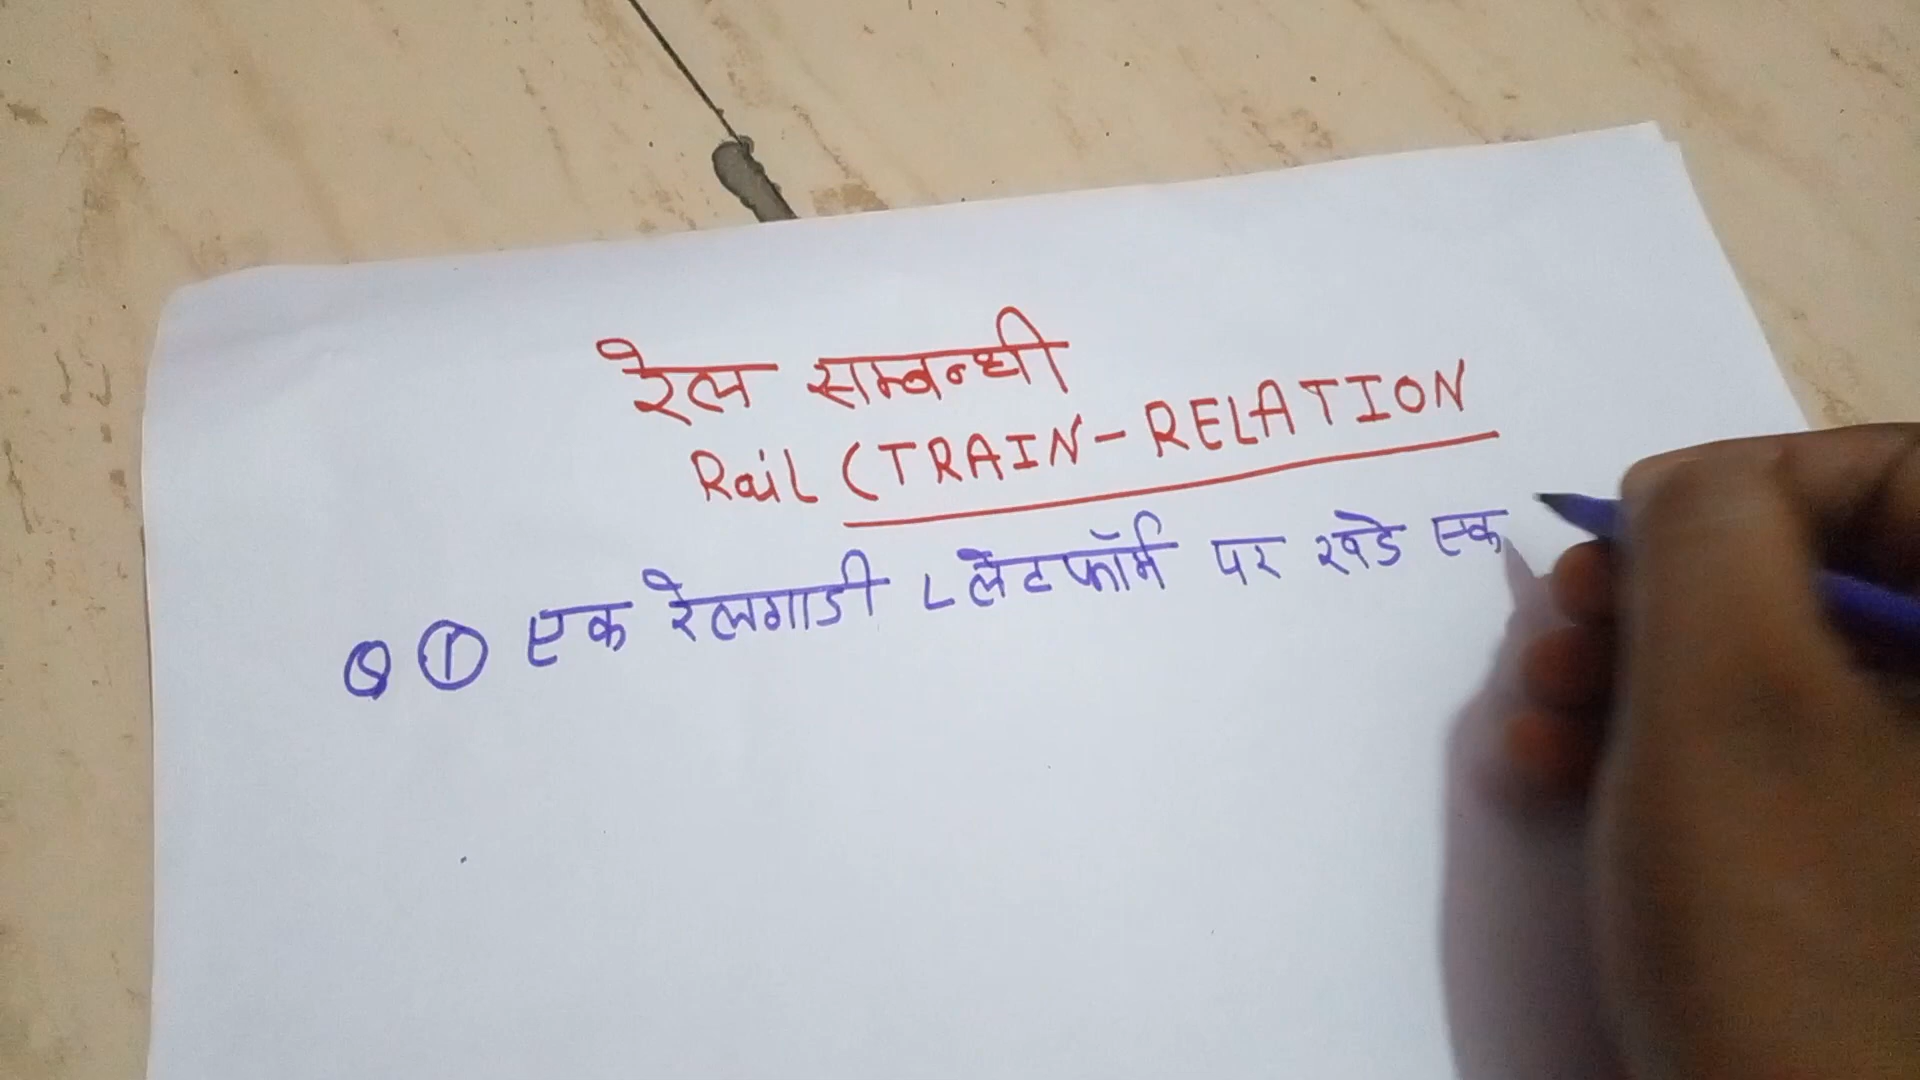 रेल सम्बन्धी
Rail (TRAIN-RELATION
Q ① एक रेलगाडी प्लेटफॉर्म पर खडे एक